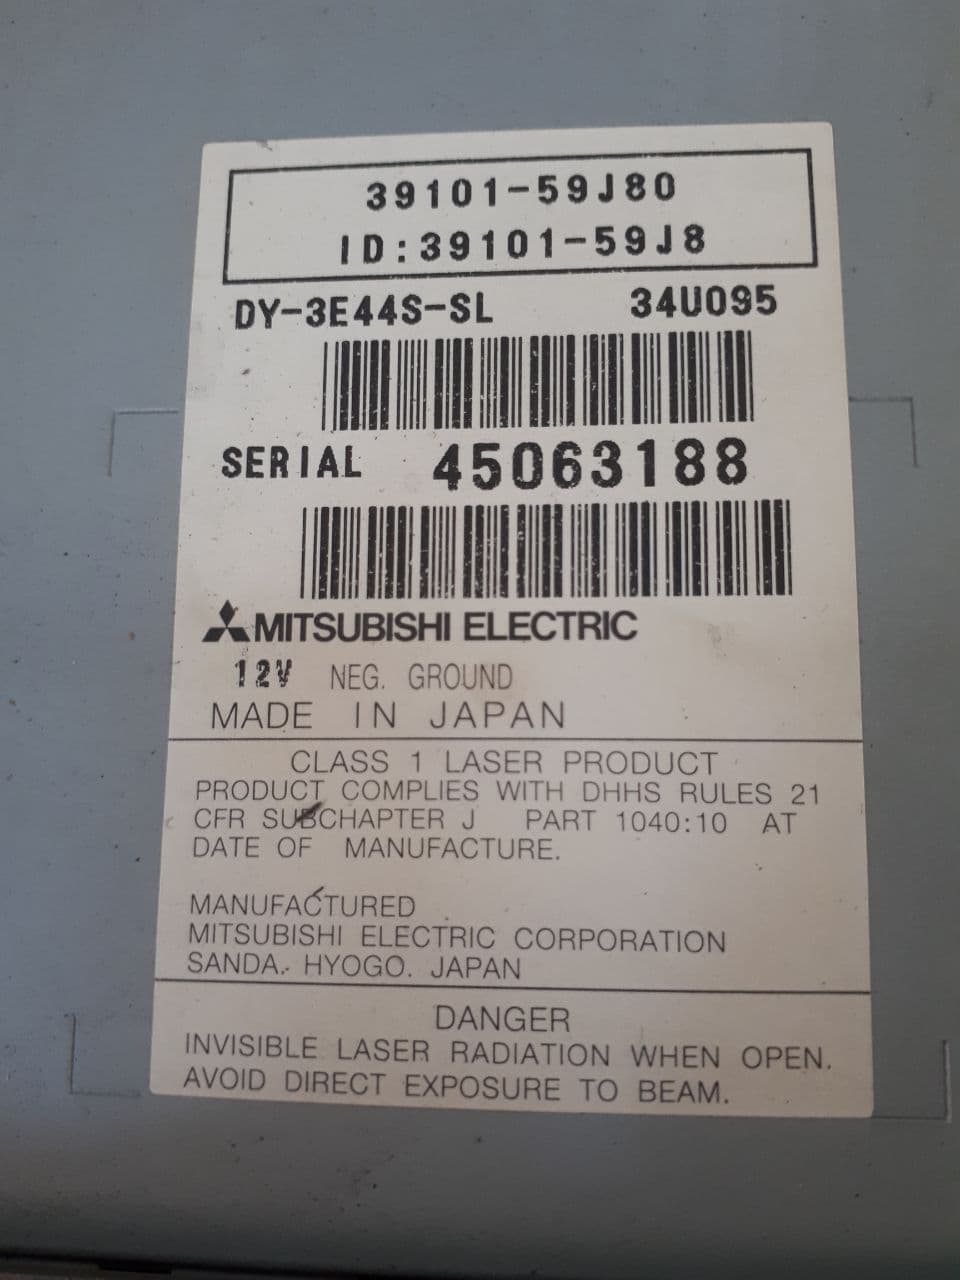 39101-59J80
ID:39101-59J8
DY-3E44S-SL 34U095
SERIAL 45063188
MITSUBISHI ELECTRIC
12V NEG. GROUND
MADE IN JAPAN
CLASS 1 LASER PRODUCT
PRODUCT COMPLIES WITH DHHS RULES 21
CFR SUBCHAPTER J PART 1040:10 AT
DATE OF MANUFACTURE.
MANUFACTURED
MITSUBISHI ELECTRIC CORPORATION
SANDA. HYOGO. JAPAN
DANGER
INVISIBLE LASER RADIATION WHEN OPEN.
AVOID DIRECT EXPOSURE TO BEAM.